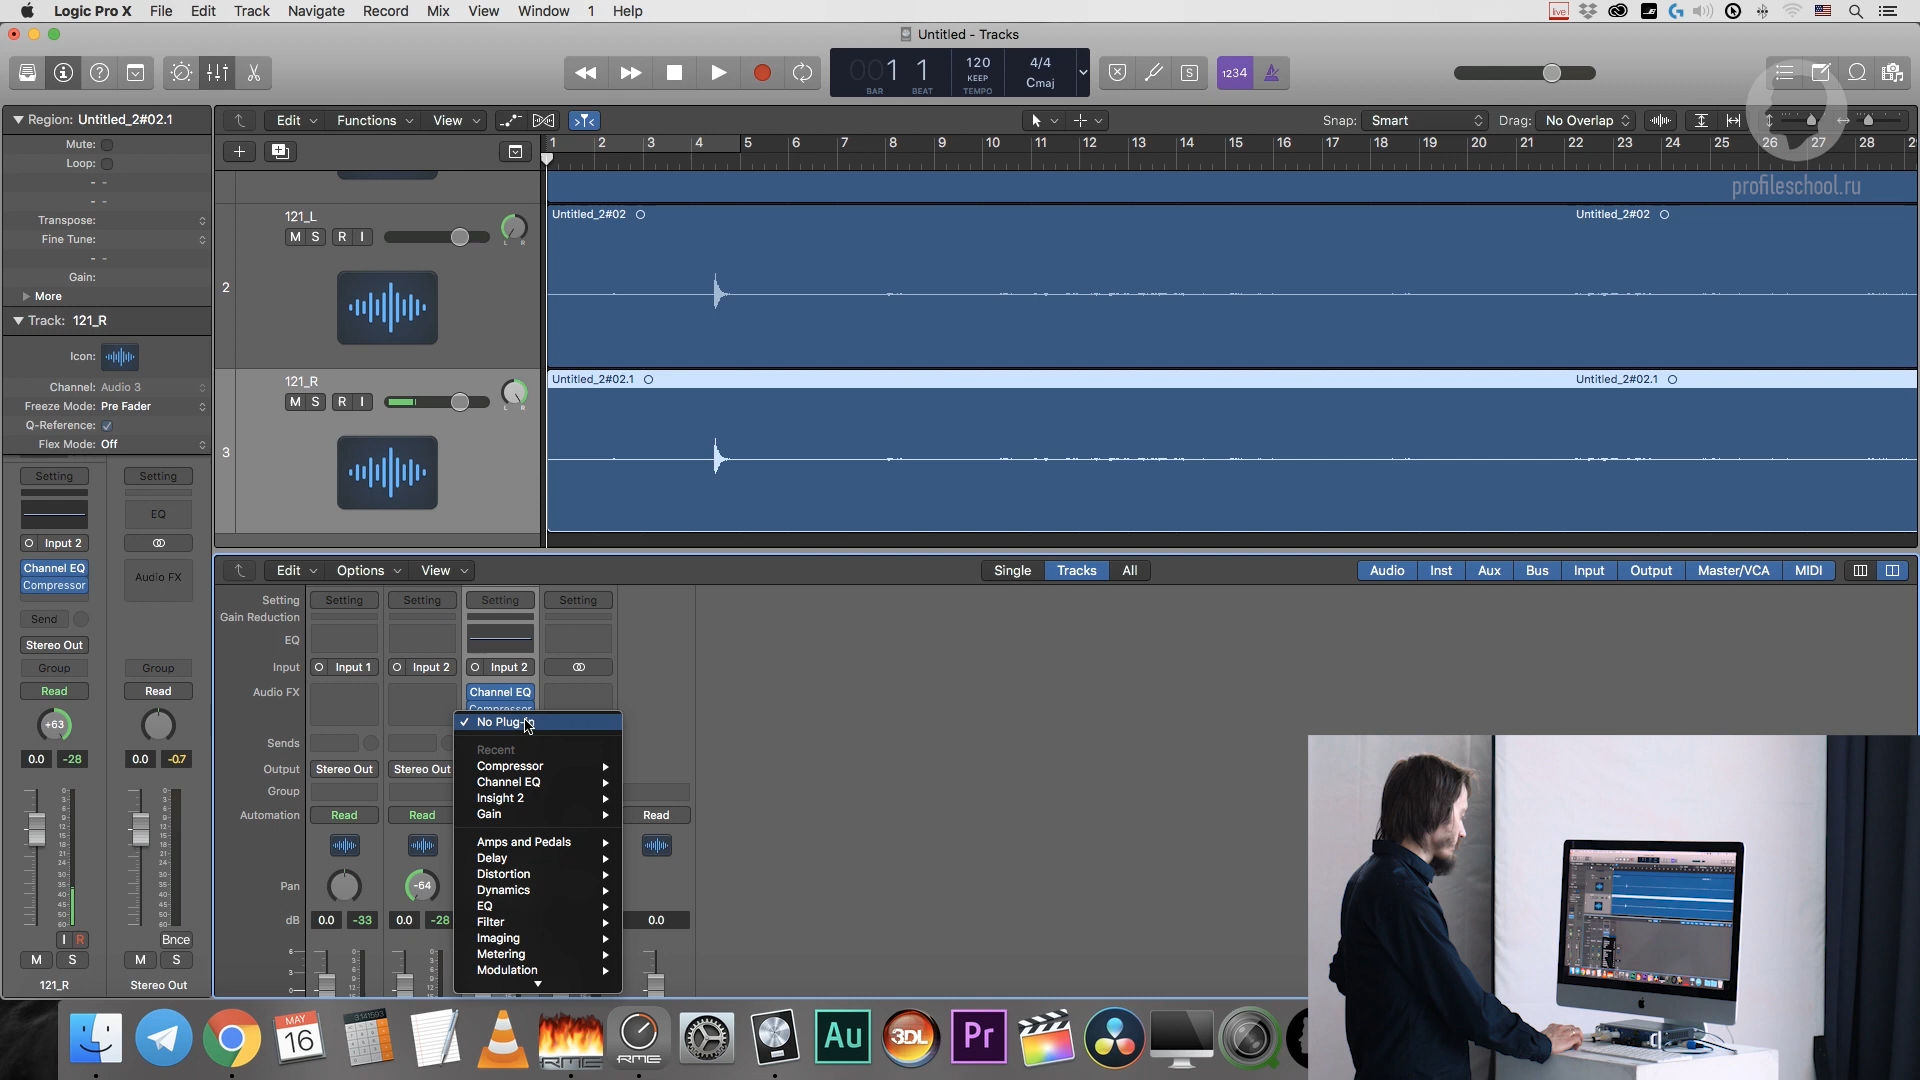 Logic Pro X File Edit Track Navigate Record Mix View Window 1 Help
live
Untitled - Tracks
001 1
BAR BEAT
120
KEEP
TEMPO
4/4
Cmaj
S
1234
Region: Untitled_2#02.1
Mute:
Loop:
- -
- -
Transpose:
Fine Tune:
- -
Gain:
More
Track: 121_R
Icon:
Channel: Audio 3
Freeze Mode: Pre Fader
Q-Reference:
Flex Mode: Off
Edit Functions View
Snap: Smart
Drag: No Overlap
1 2 3 4 5 6 7 8 9 10 11 12 13 14 15 16 17 18 19 20 21 22 23 24 25 26 27 28 2
profileschool.ru
2
121_L
M S R I
L R
Untitled_2#02 Untitled_2#02
3
121_R
M S R I
L R
Untitled_2#02.1 Untitled_2#02.1
Setting Setting
EQ
Input 2
Channel EQ
Compressor
Audio FX
Send
Stereo Out
Group Group
Read Read
+63
0.0 -28 0.0 -0.7
I R Bnce
M S M S
121_R Stereo Out
Edit Options View
Single Tracks All
Audio Inst Aux Bus Input Output Master/VCA MIDI
Setting Setting Setting Setting Setting
Gain Reduction
EQ
Input Input 1 Input 2 Input 2
Audio FX Channel EQ
Compressor
Sends
Output Stereo Out Stereo Out
Group
Automation Read Read Read
Pan -64
dB 0.0 -33 0.0 -28 0.0
No Plug-in
Recent
Compressor
Channel EQ
Insight 2
Gain
Amps and Pedals
Delay
Distortion
Dynamics
EQ
Filter
Imaging
Metering
Modulation
MAY
16
3.141593
RME
RME
Au
3DL
Pr